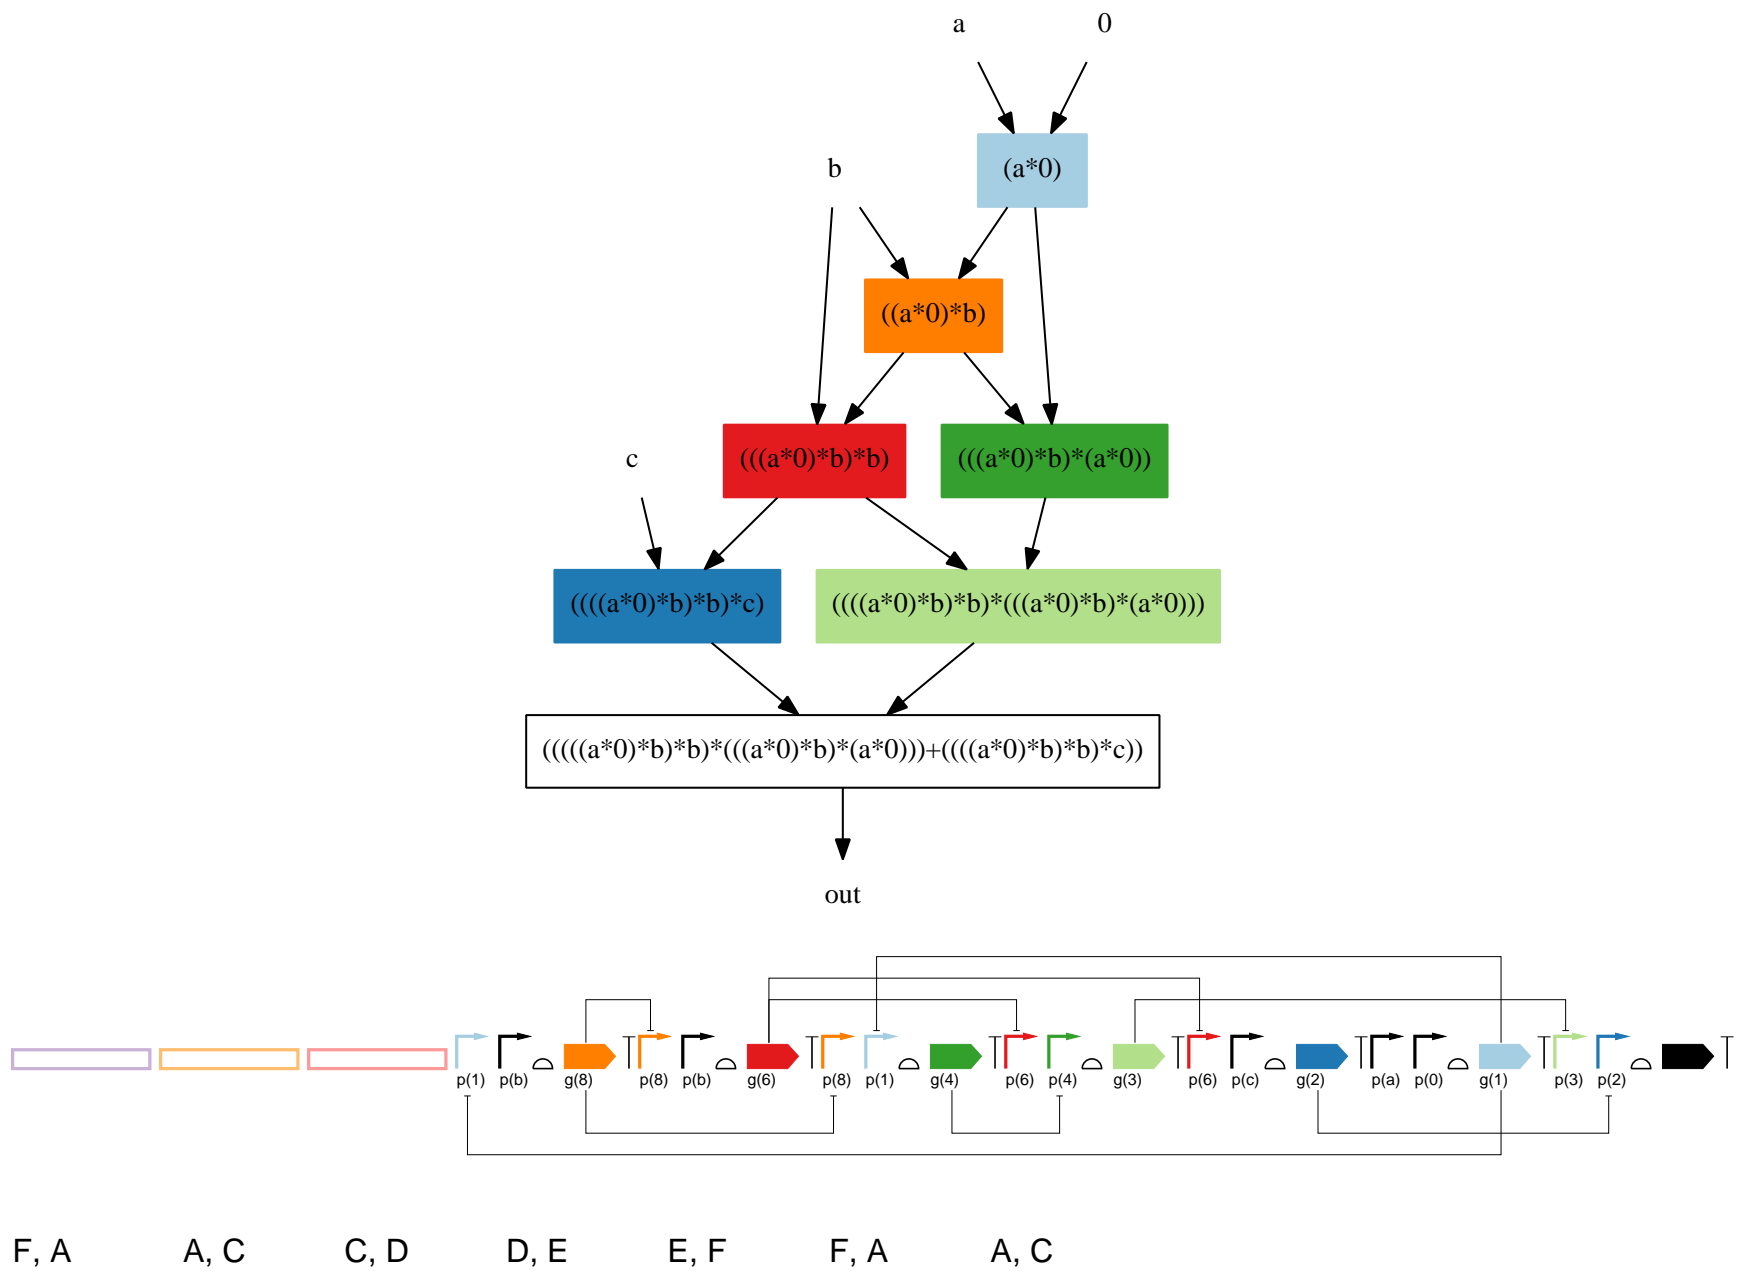 a 0
(a*0)
b
((a*0)*b)
(((a*0)*b)*b) (((a*0)*b)*(a*0))
c
((((a*0)*b)*b)*c) ((((a*0)*b)*b)*(((a*0)*b)*(a*0)))
(((((a*0)*b)*b)*(((a*0)*b)*(a*0)))+((((a*0)*b)*b)*c))
out
p(1) p(b) g(8) p(8) p(b) g(6) p(8) p(1) g(4) p(6) p(4) g(3) p(6) p(c) g(2) p(a) p(0) g(1) p(3) p(2)
F, A A, C C, D D, E E, F F, A A, C